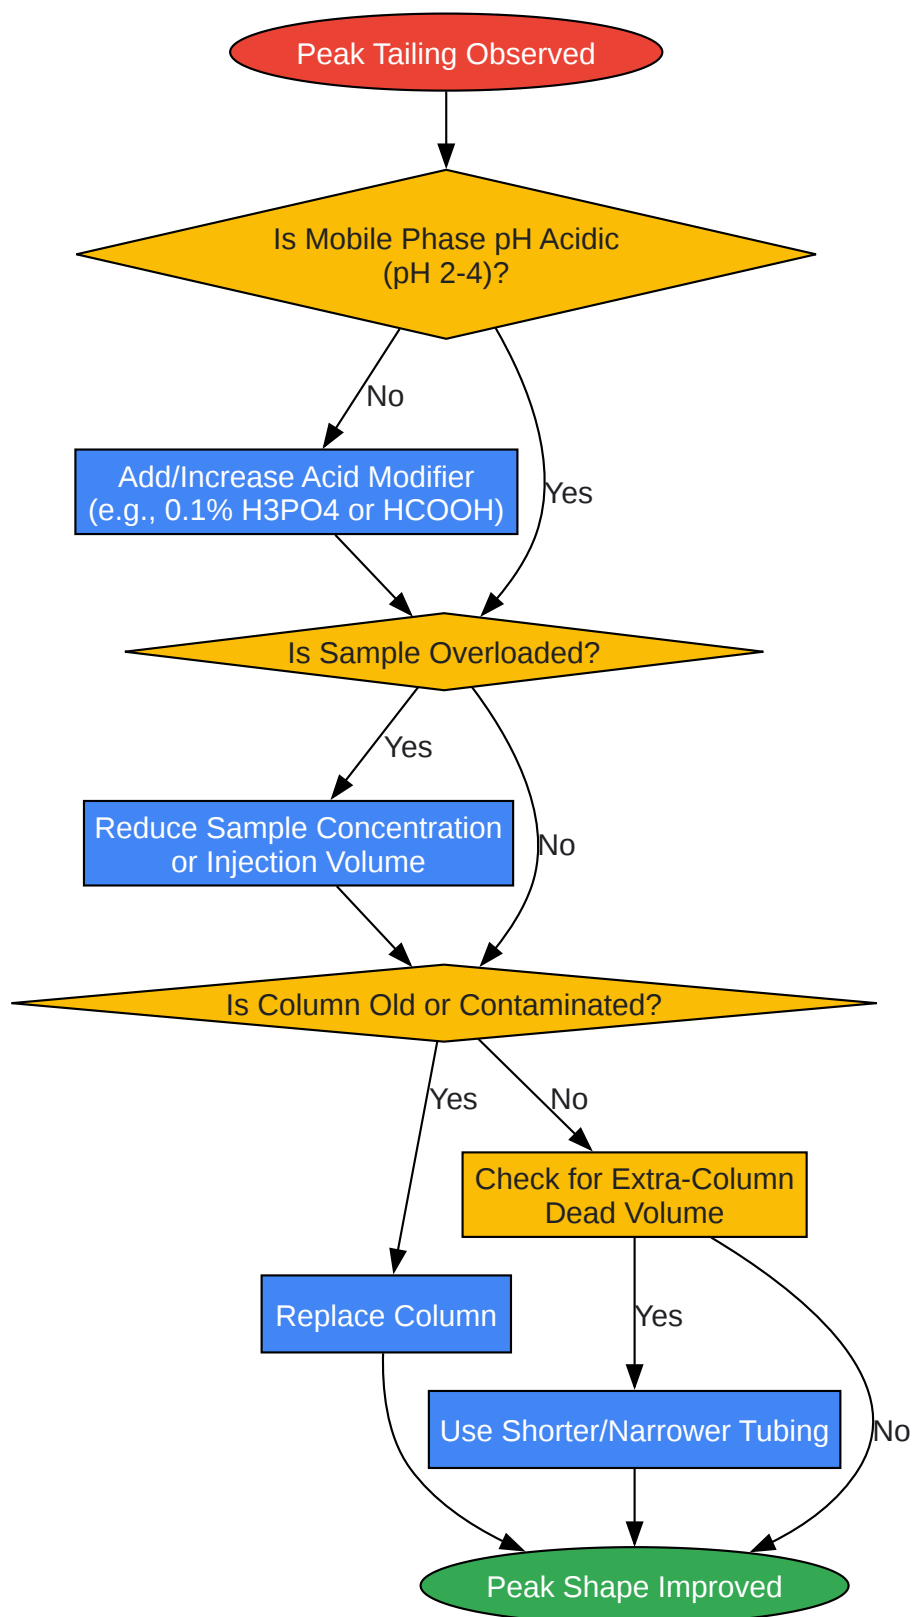 Peak Tailing Observed
Is Mobile Phase pH Acidic
(pH 2-4)?
No
Yes
Add/Increase Acid Modifier
(e.g., 0.1% H3PO4 or HCOOH)
Is Sample Overloaded?
Yes
No
Reduce Sample Concentration
or Injection Volume
Is Column Old or Contaminated?
Yes
No
Check for Extra-Column
Dead Volume
Replace Column
Yes
Use Shorter/Narrower Tubing
No
Peak Shape Improved